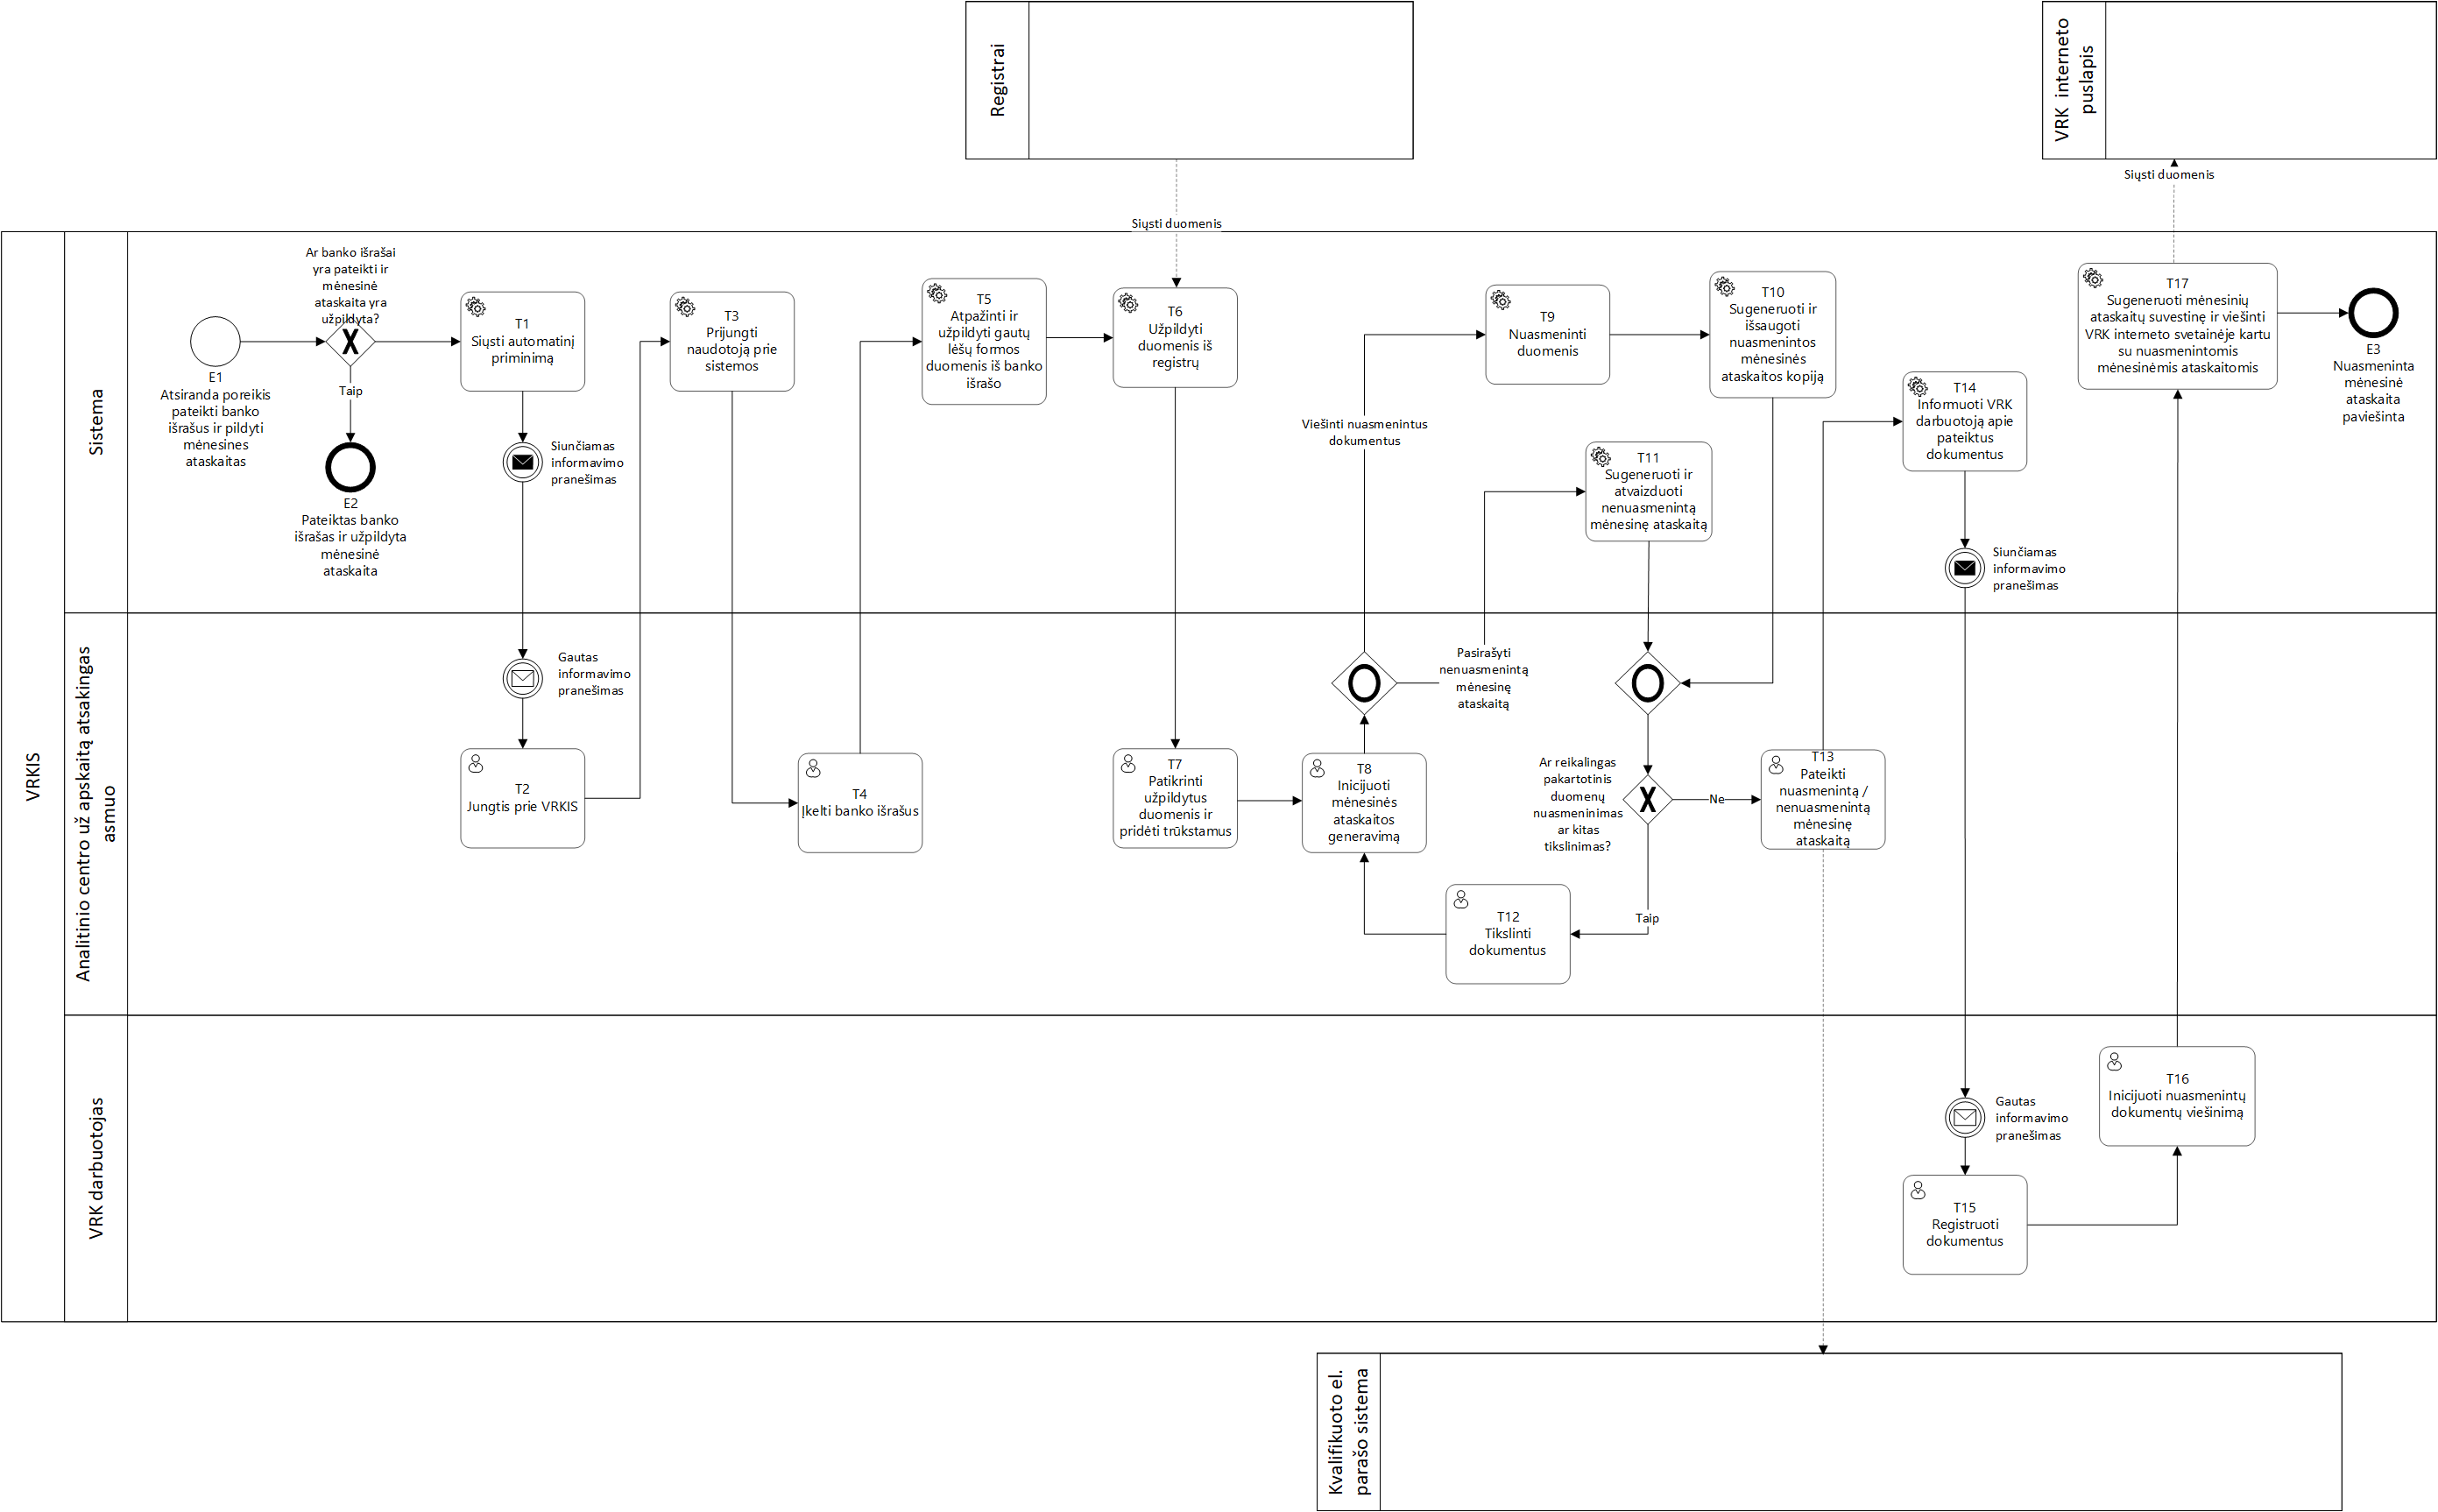 Registrai
VRK interneto
puslapis
Siųsti duomenis
Siųsti duomenis
VRKIS
Sistema
Ar banko išrašai
yra pateikti ir
mėnesinė
ataskaita yra
užpildyta?
E1
Atsiranda poreikis
pateikti banko
išrašus ir pildyti
mėnesines
ataskaitas
Taip
E2
Pateiktas banko
išrašas ir užpildyta
mėnesinė
ataskaita
T1
Siųsti automatinį
priminimą
Siunčiamas
informavimo
pranešimas
T3
Prijungti
naudotoją prie
sistemos
T5
Atpažinti ir
užpildyti gautų
lėšų formos
duomenis iš banko
išrašo
T6
Užpildyti
duomenis iš
registrų
Viešinti nuasmenintus
dokumentus
T9
Nuasmeninti
duomenis
T10
Sugeneruoti ir
išsaugoti
nuasmenintos
mėnesinės
ataskaitos kopiją
T11
Sugeneruoti ir
atvaizduoti
nenuasmenintą
mėnesinę ataskaitą
T14
Informuoti VRK
darbuotoją apie
pateiktus
dokumentus
Siunčiamas
informavimo
pranešimas
T17
Sugeneruoti mėnesinių
ataskaitų suvestinę ir viešinti
VRK interneto svetainėje kartu
su nuasmenintomis
mėnesinėmis ataskaitomis
E3
Nuasmeninta
mėnesinė
ataskaita
paviešinta
Analitinio centro už apskaitą atsakingas
asmuo
Gautas
informavimo
pranešimas
T2
Jungtis prie VRKIS
T4
Įkelti banko išrašus
T7
Patikrinti
užpildytus
duomenis ir
pridėti trūkstamus
T8
Inicijuoti
mėnesinės
ataskaitos
generavimą
Pasirašyti
nenuasmenintą
mėnesinę
ataskaitą
Ar reikalingas
pakartotinis
duomenų
nuasmeninimas
ar kitas
tikslinimas?
Ne
Taip
T12
Tikslinti
dokumentus
T13
Pateikti
nuasmenintą /
nenuasmenintą
mėnesinę
ataskaitą
VRK darbuotojas
Gautas
informavimo
pranešimas
T15
Registruoti
dokumentus
T16
Inicijuoti nuasmenintų
dokumentų viešinimą
Kvalifikuoto el.
parašo sistema